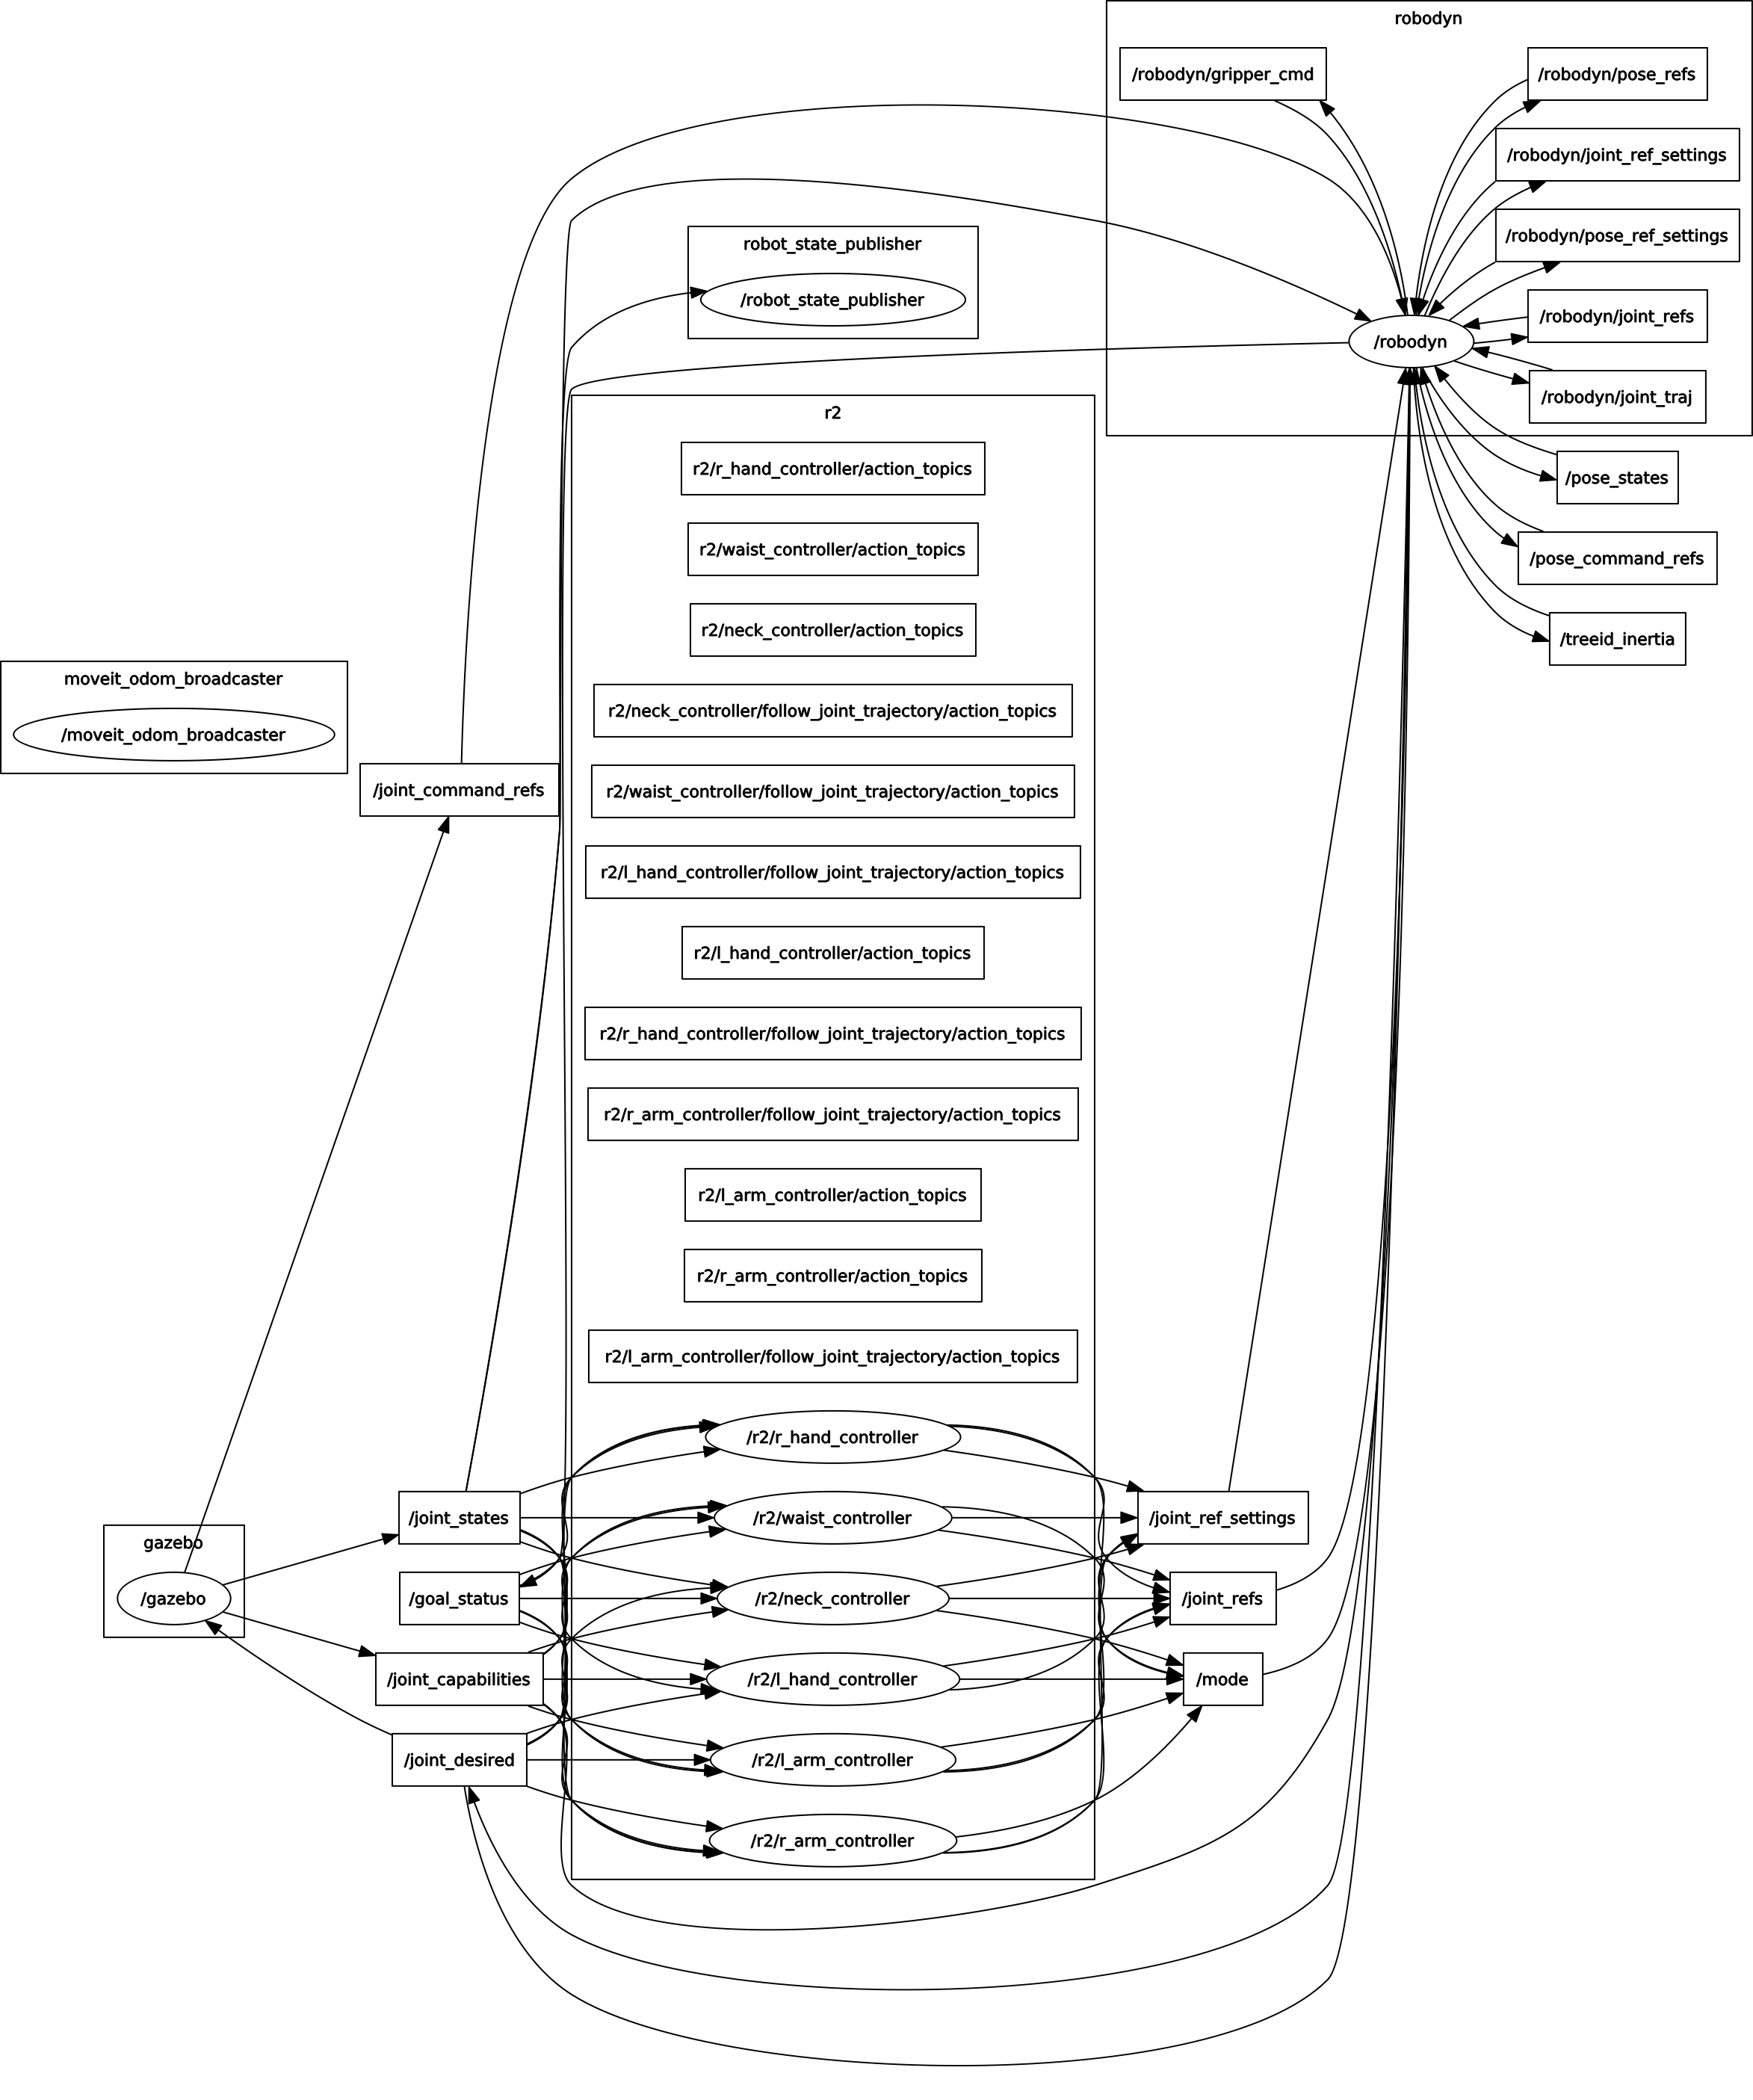 robodyn
/robodyn/gripper_cmd
/robodyn/pose_refs
/robodyn/joint_ref_settings
/robodyn/pose_ref_settings
/robodyn/joint_refs
/robodyn
/robodyn/joint_traj
robot_state_publisher
/robot_state_publisher
/pose_states
/pose_command_refs
/treeid_inertia
r2
r2/r_hand_controller/action_topics
r2/waist_controller/action_topics
r2/neck_controller/action_topics
r2/neck_controller/follow_joint_trajectory/action_topics
r2/waist_controller/follow_joint_trajectory/action_topics
r2/l_hand_controller/follow_joint_trajectory/action_topics
r2/l_hand_controller/action_topics
r2/r_hand_controller/follow_joint_trajectory/action_topics
r2/r_arm_controller/follow_joint_trajectory/action_topics
r2/l_arm_controller/action_topics
r2/r_arm_controller/action_topics
r2/l_arm_controller/follow_joint_trajectory/action_topics
/r2/r_hand_controller
/r2/waist_controller
/r2/neck_controller
/r2/l_hand_controller
/r2/l_arm_controller
/r2/r_arm_controller
moveit_odom_broadcaster
/moveit_odom_broadcaster
/joint_command_refs
gazebo
/gazebo
/joint_states
/goal_status
/joint_capabilities
/joint_desired
/joint_ref_settings
/joint_refs
/mode